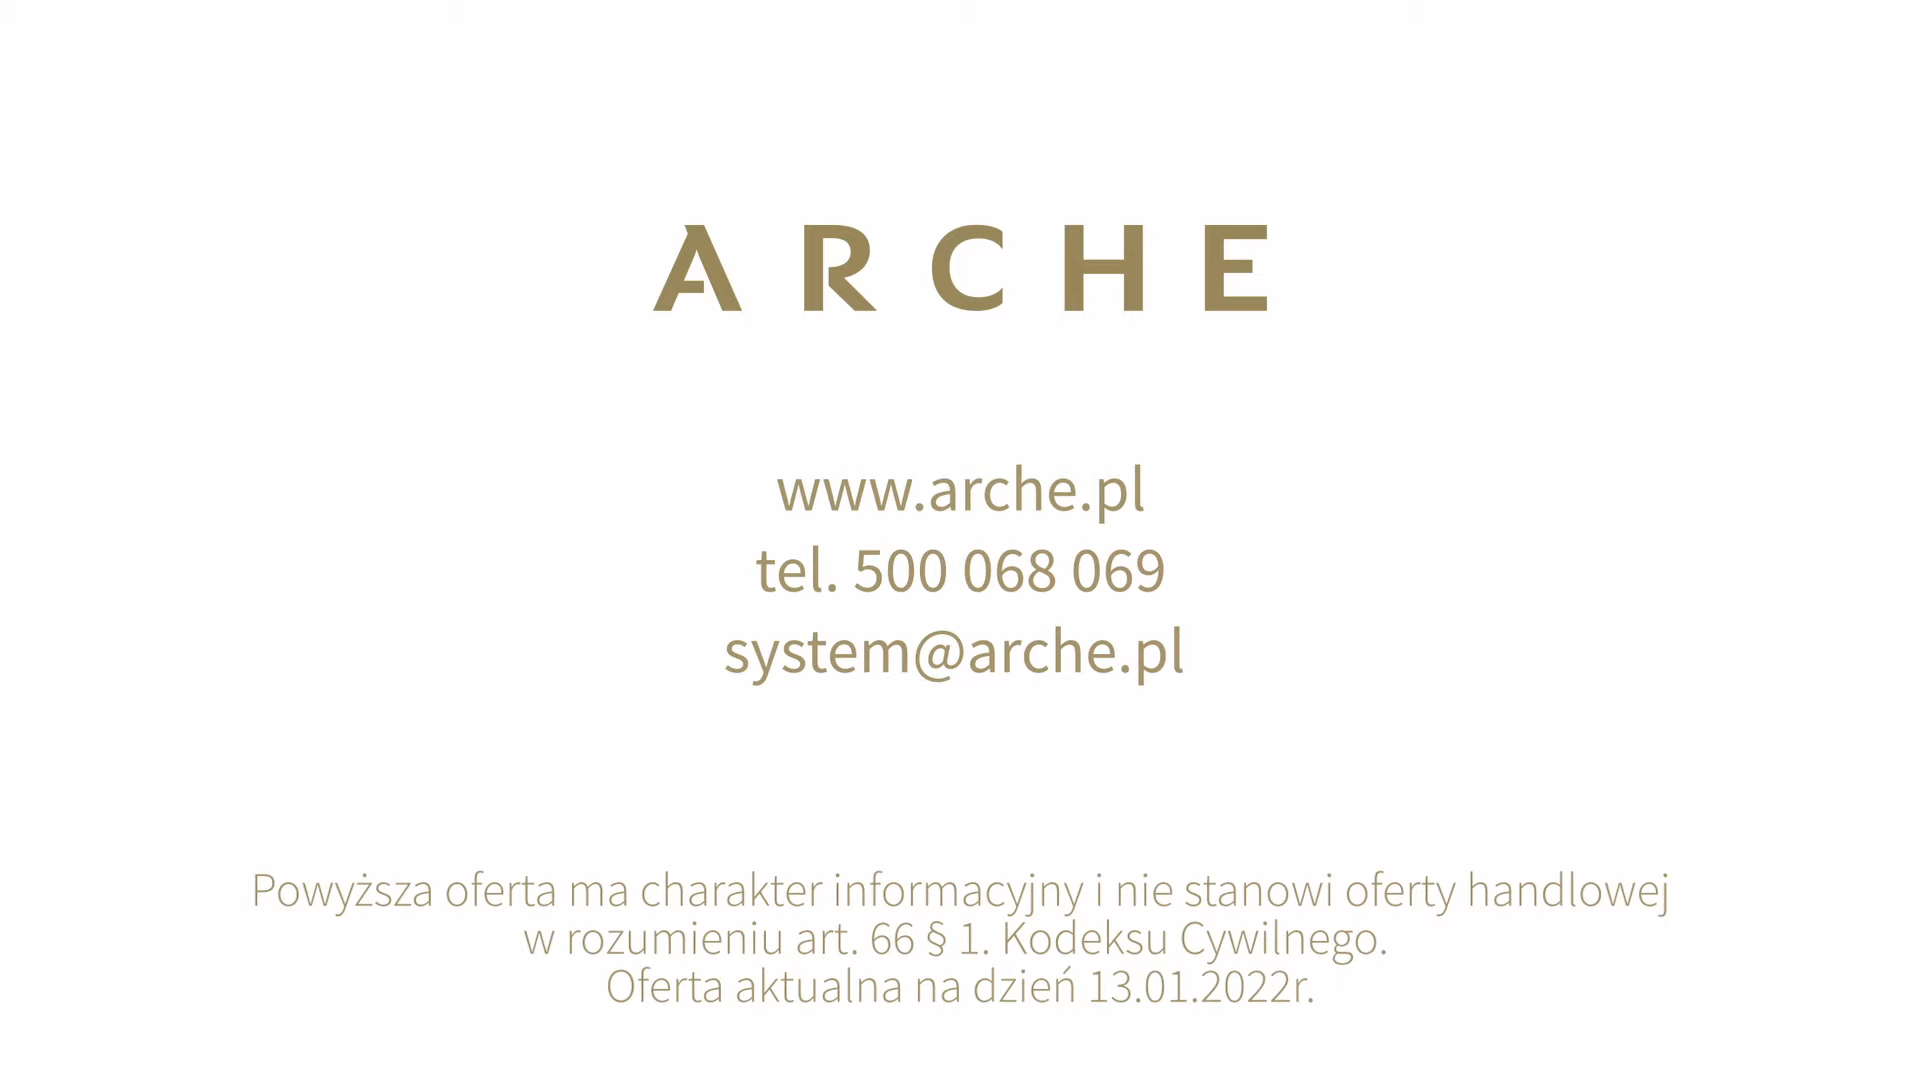 ARCHE
www.arche.pl
tel. 500 068 069
system@arche.pl
Powyższa oferta ma charakter informacyjny i nie stanowi oferty handlowej
w rozumieniu art. 66 § 1. Kodeksu Cywilnego.
Oferta aktualna na dzień 13.01.2022r.